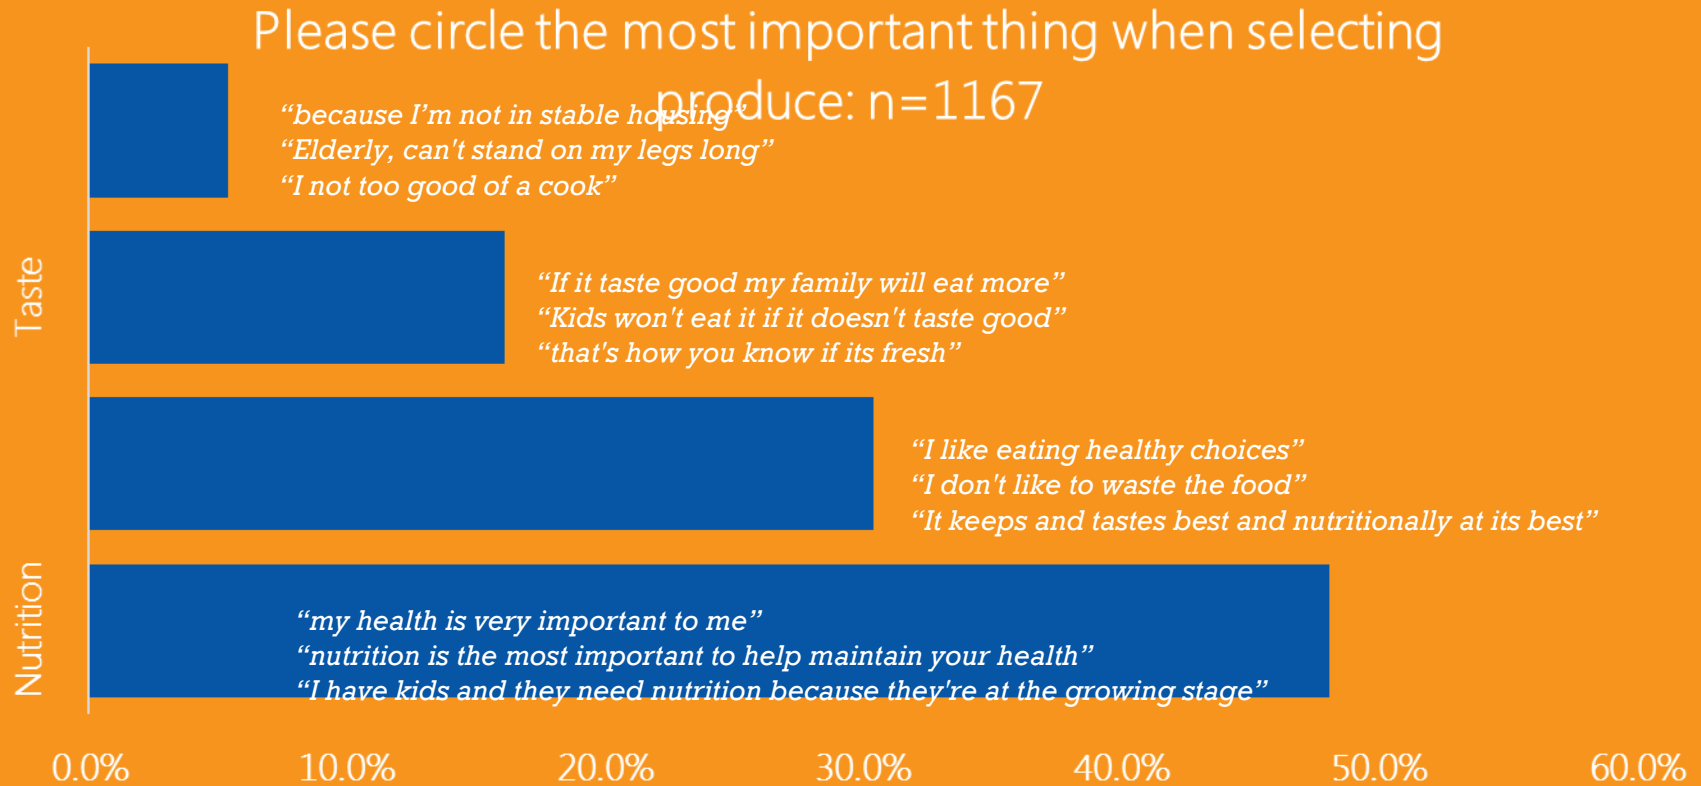 Please circle the most important thing when selecting
produce: n=1167
“because I’m not in stable housing”
“Elderly, can't stand on my legs long”
“I not too good of a cook”
Taste
“If it taste good my family will eat more”
“Kids won't eat it if it doesn't taste good”
“that's how you know if its fresh”
“I like eating healthy choices”
“I don't like to waste the food”
“It keeps and tastes best and nutritionally at its best”
Nutrition
“my health is very important to me”
“nutrition is the most important to help maintain your health”
“I have kids and they need nutrition because they're at the growing stage”
0.0% 10.0% 20.0% 30.0% 40.0% 50.0% 60.0%